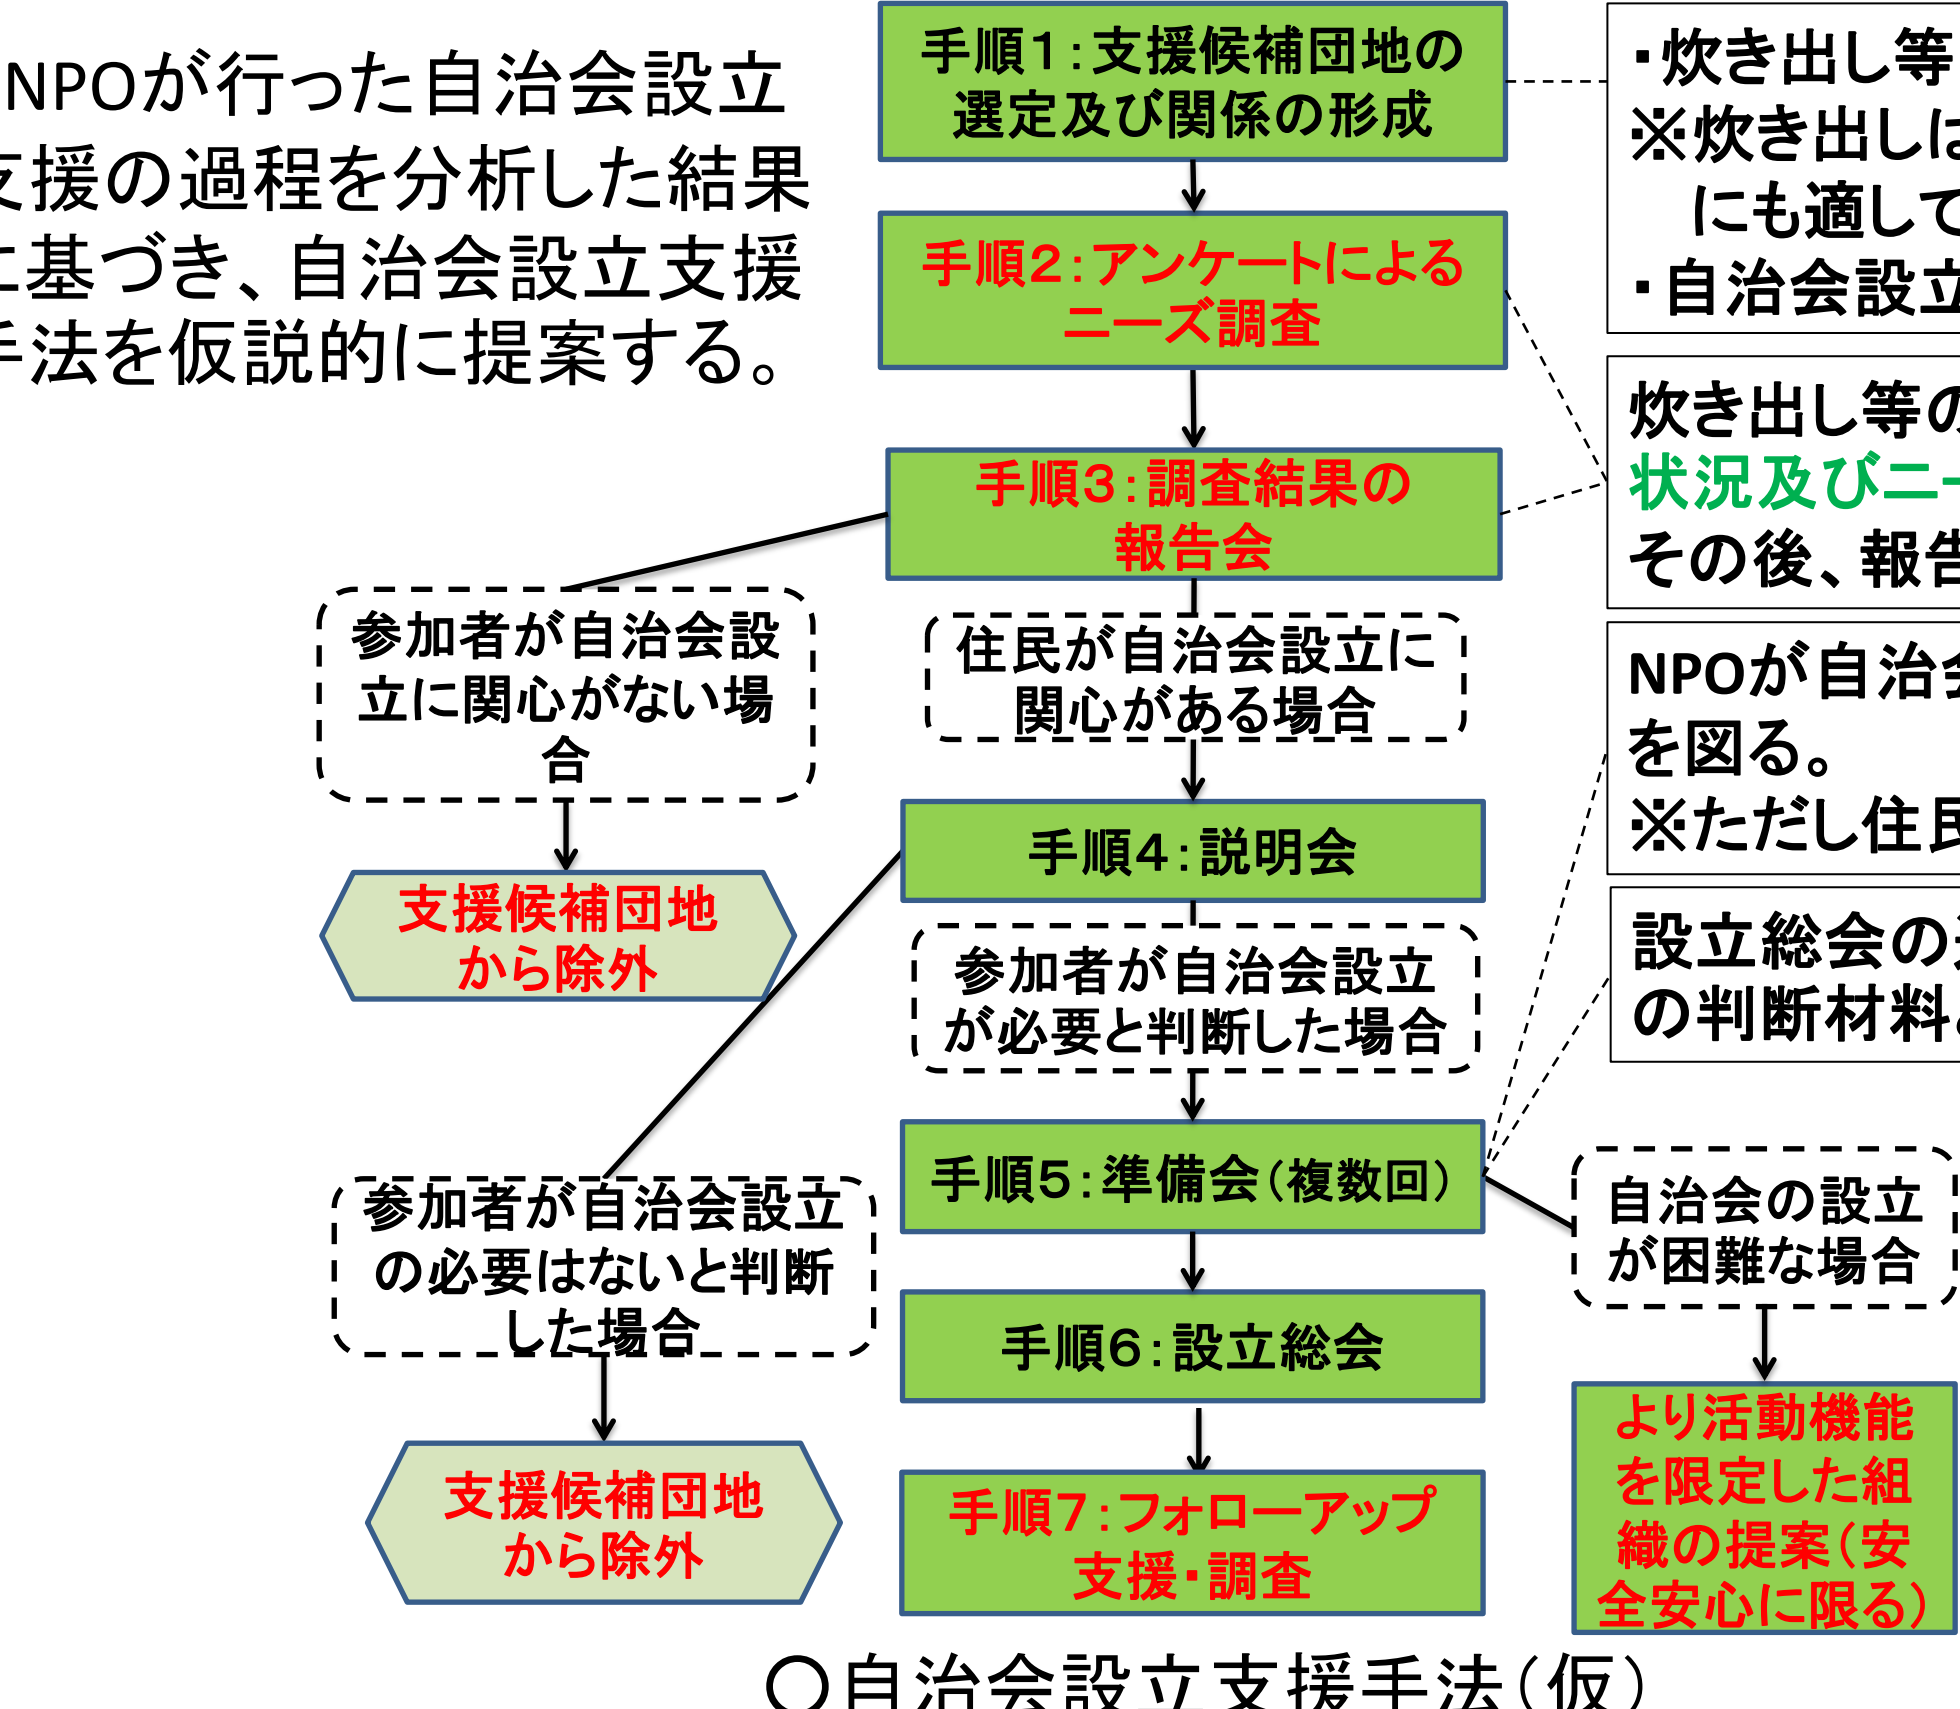 NPOが行った自治会設立
支援の過程を分析した結果
に基づき、自治会設立支援
手法を仮説的に提案する。
手順1：支援候補団地の
選定及び関係の形成
手順2：アンケートによる
ニーズ調査
手順3：調査結果の
報告会
参加者が自治会設
立に関心がない場
合
住民が自治会設立に
関心がある場合
支援候補団地
から除外
手順4：説明会
参加者が自治会設立
が必要と判断した場合
手順5：準備会（複数回）
参加者が自治会設立
の必要はないと判断
した場合
支援候補団地
から除外
手順6：設立総会
手順7：フォローアップ
支援・調査
・炊き出し等
※炊き出しは
にも適して
・自治会設立
炊き出し等の
状況及びニー
その後、報告
NPOが自治会
を図る。
※ただし住民
設立総会の
の判断材料
自治会の設立
が困難な場合
より活動機能
を限定した組
織の提案（安
全安心に限る）
〇自治会設立支援手法（仮）